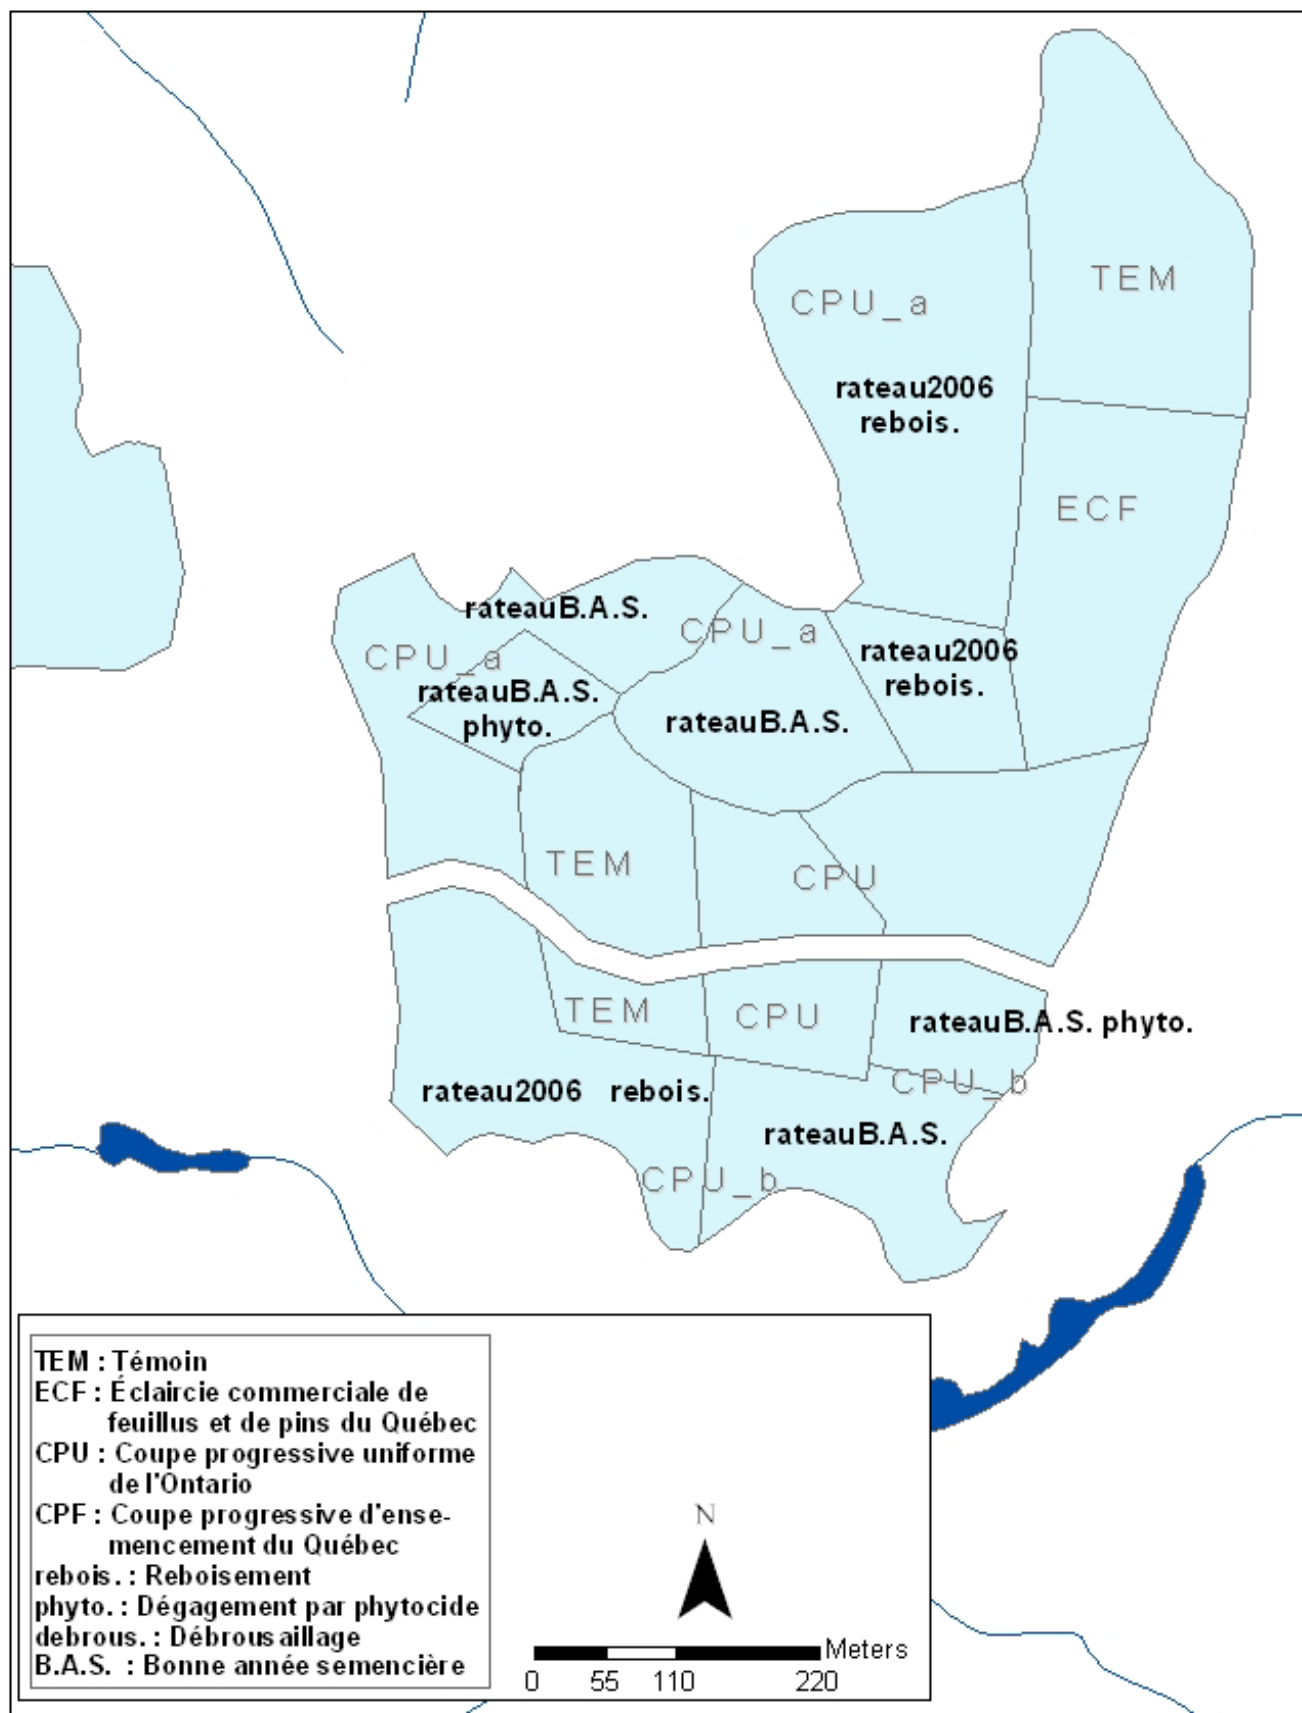 TEM
CPU_a
rateau2006
rebois.
ECF
rateauB.A.S.
CPU_a
CPU_a
rateau2006
rebois.
rateauB.A.S.
phyto.
rateauB.A.S.
TEM
CPU
TEM
CPU
rateauB.A.S. phyto.
CPU_b
rateau2006 rebois.
rateauB.A.S.
CPU_b
TEM : Témoin
ECF : Éclaircie commerciale de
feuillus et de pins du Québec
CPU : Coupe progressive uniforme
de l'Ontario
CPF : Coupe progressive d'ense-
mencement du Québec
rebois. : Reboisement
phyto. : Dégagement par phytocide
debrous. : Débrousaillage
B.A.S. : Bonne année semencière
N
Meters
0 55 110 220